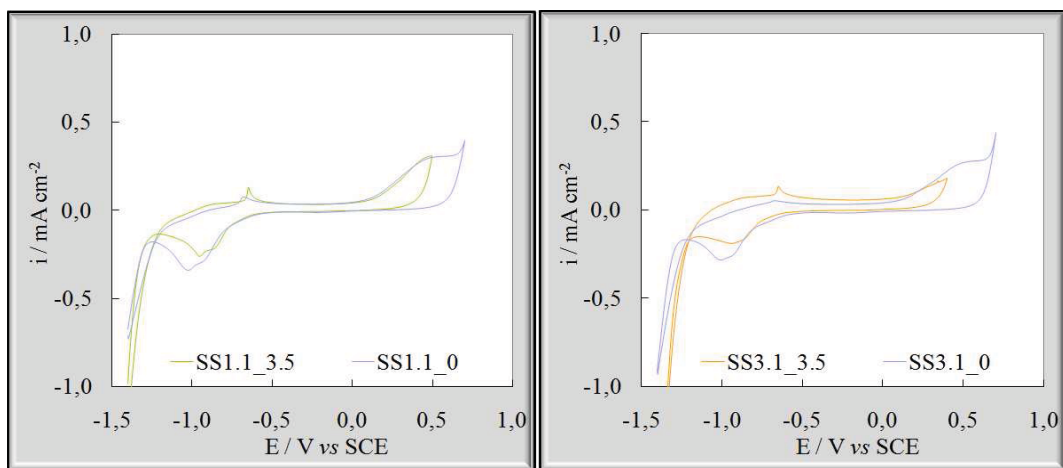 1,0
0,5
0,0
-0,5
-1,0
i / mA cm-2
SS1.1_3.5 SS1.1_0
-1,5 -1,0 -0,5 0,0 0,5 1,0
E / V vs SCE
1,0
0,5
0,0
-0,5
-1,0
i / mA cm-2
SS3.1_3.5 SS3.1_0
-1,5 -1,0 -0,5 0,0 0,5 1,0
E / V vs SCE